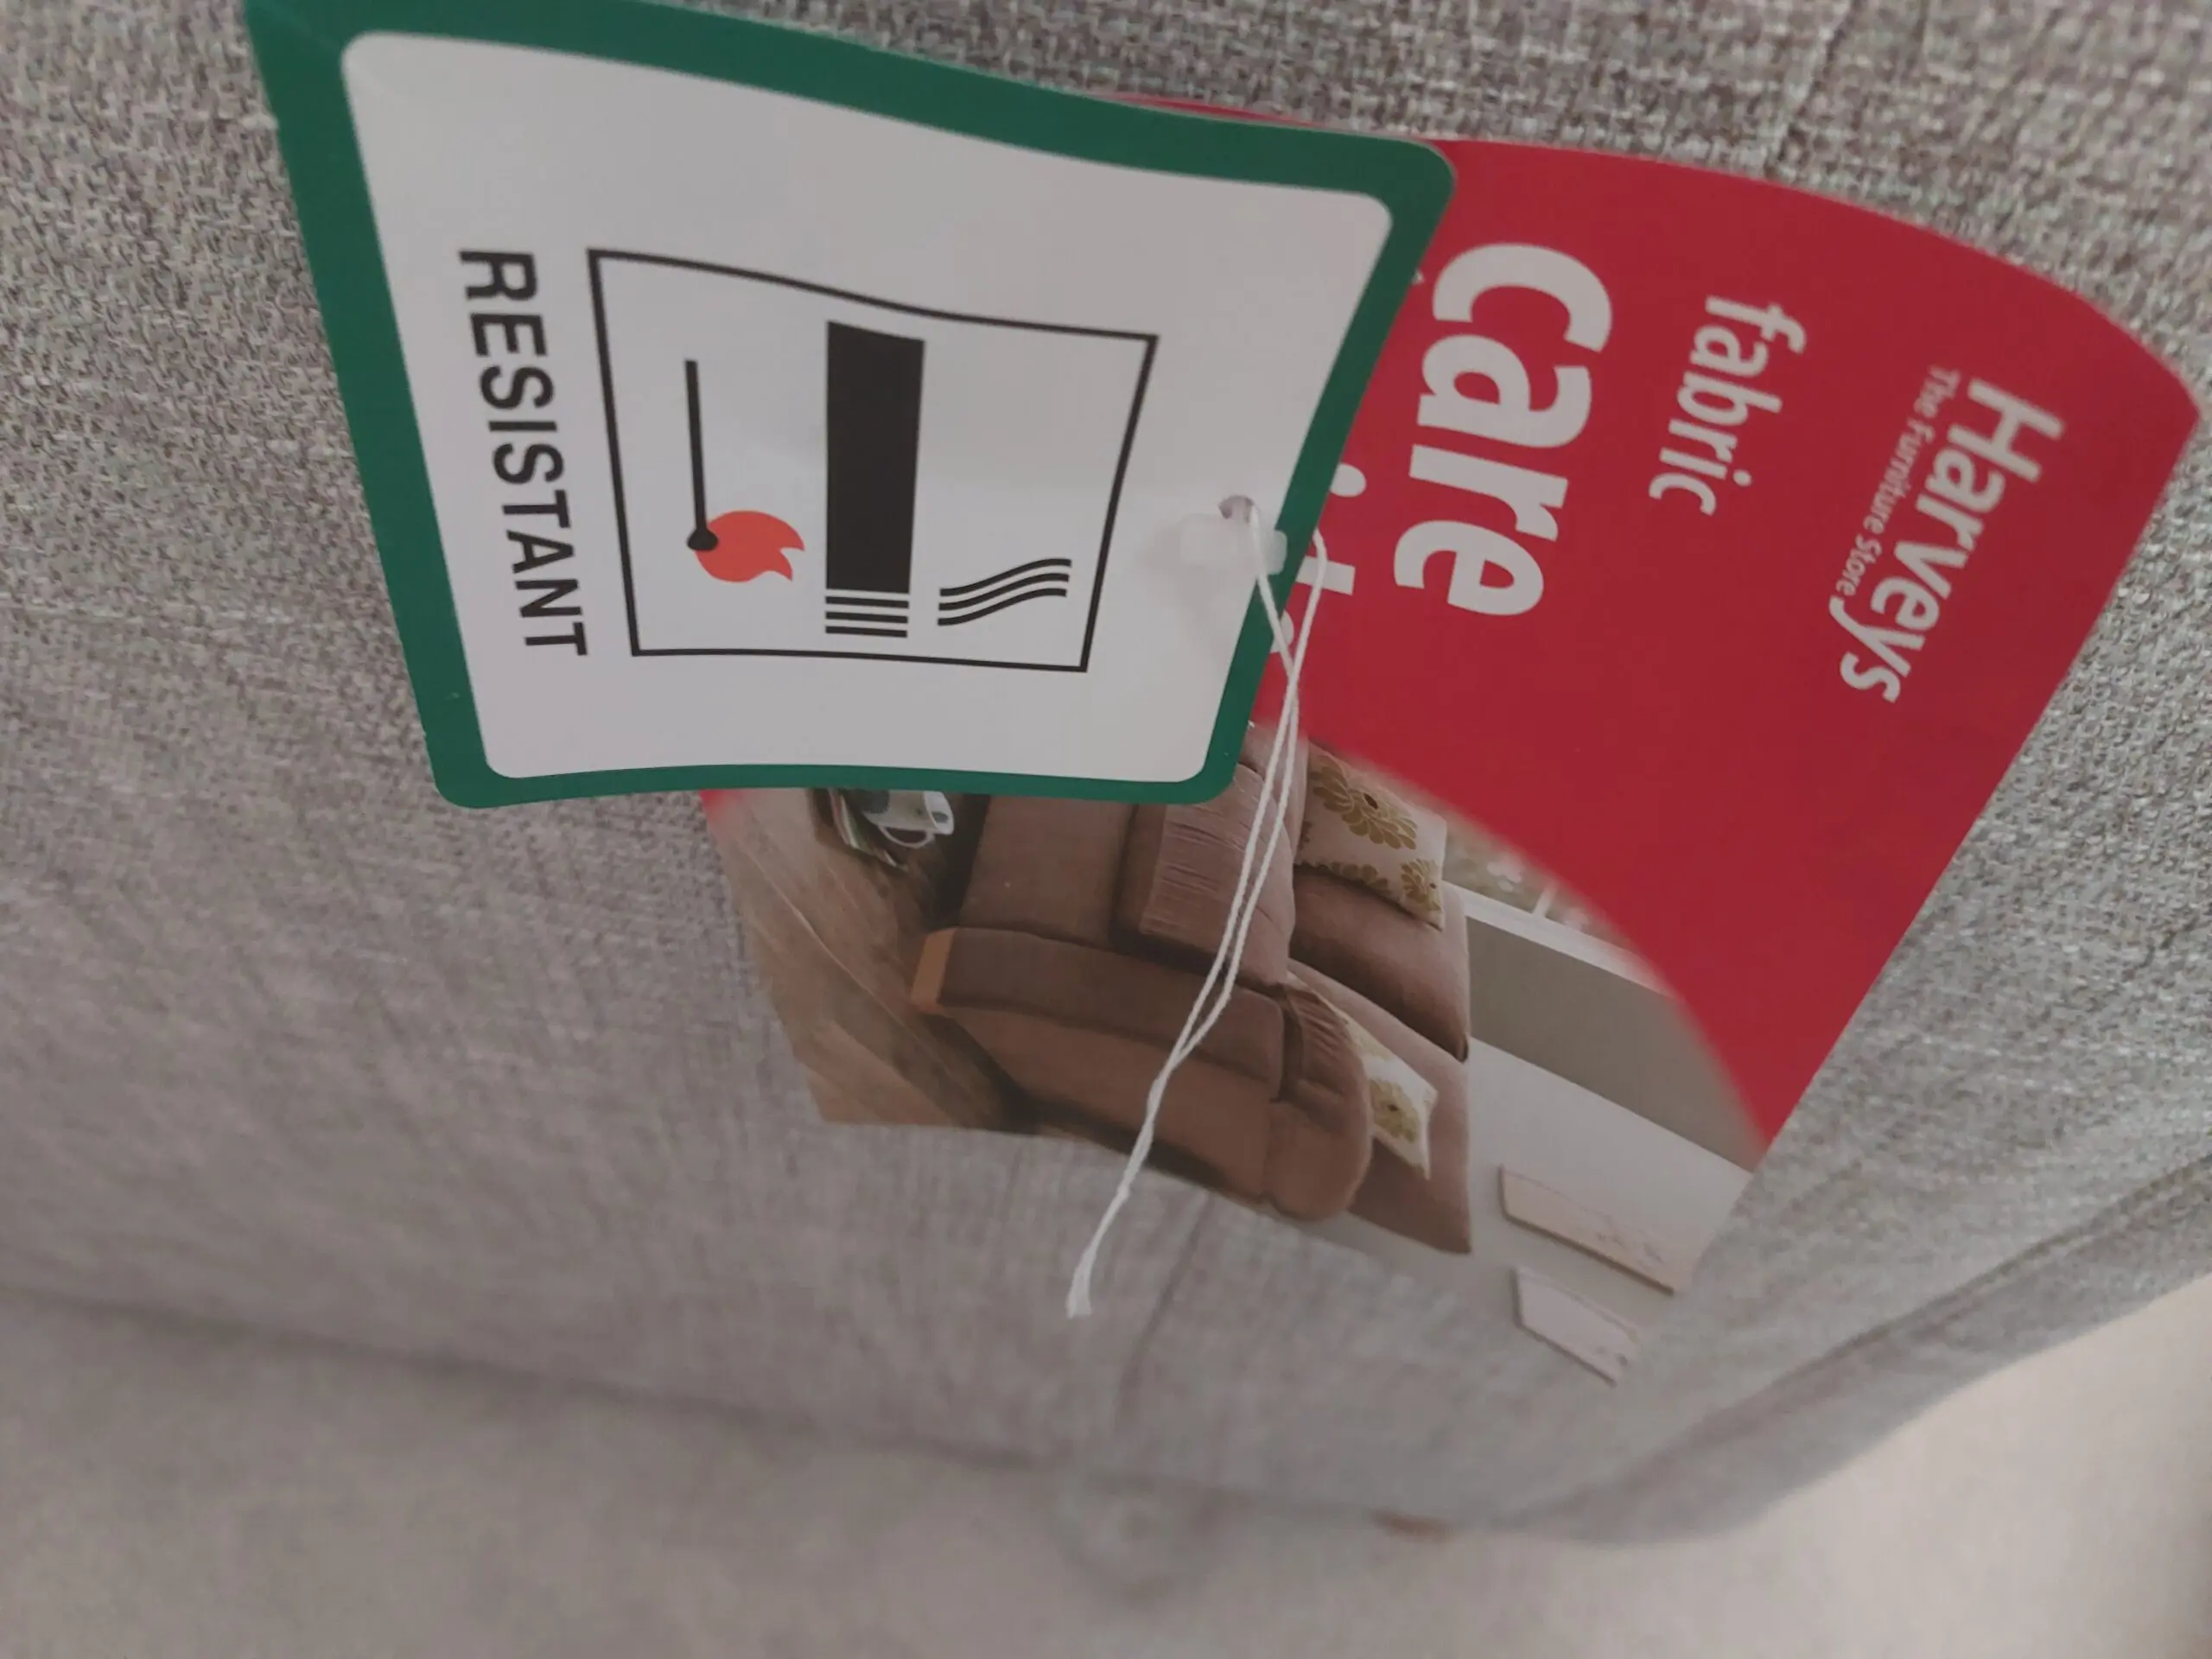 RESISTANT
Harveys
The Furniture Store
fabric
care